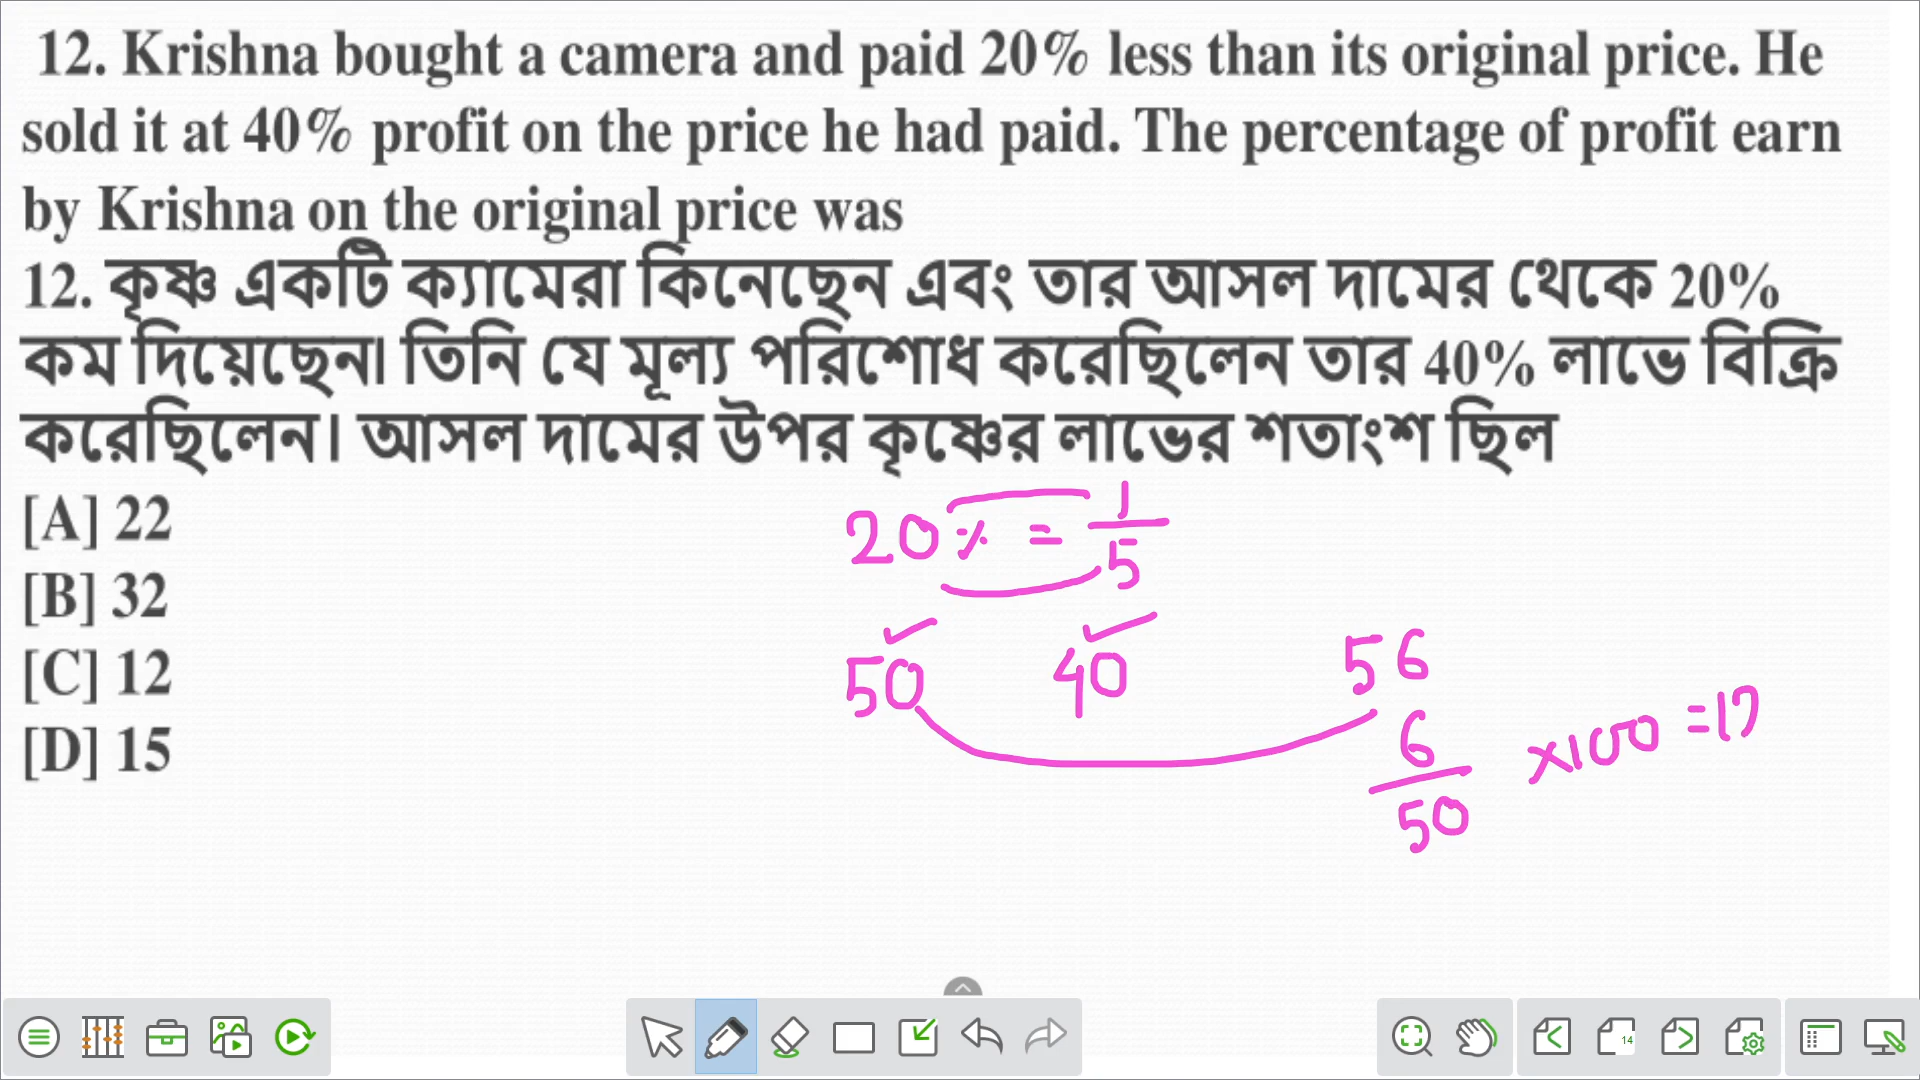 12. Krishna bought a camera and paid 20% less than its original price. He
sold it at 40% profit on the price he had paid. The percentage of profit earn
by Krishna on the original price was
12. কৃষ্ণ একটি ক্যামেরা কিনেছেন এবং তার আসল দামের থেকে 20%
কম দিয়েছেন৷ তিনি যে মূল্য পরিশোধ করেছিলেন তার 40% লাভে বিক্রি
করেছিলেন। আসল দামের উপর কৃষ্ণের লাভের শতাংশ ছিল
[A] 22
[B] 32
[C] 12
[D] 15
20% = 1/5
50 40 56
6/50 ×100 =12
14